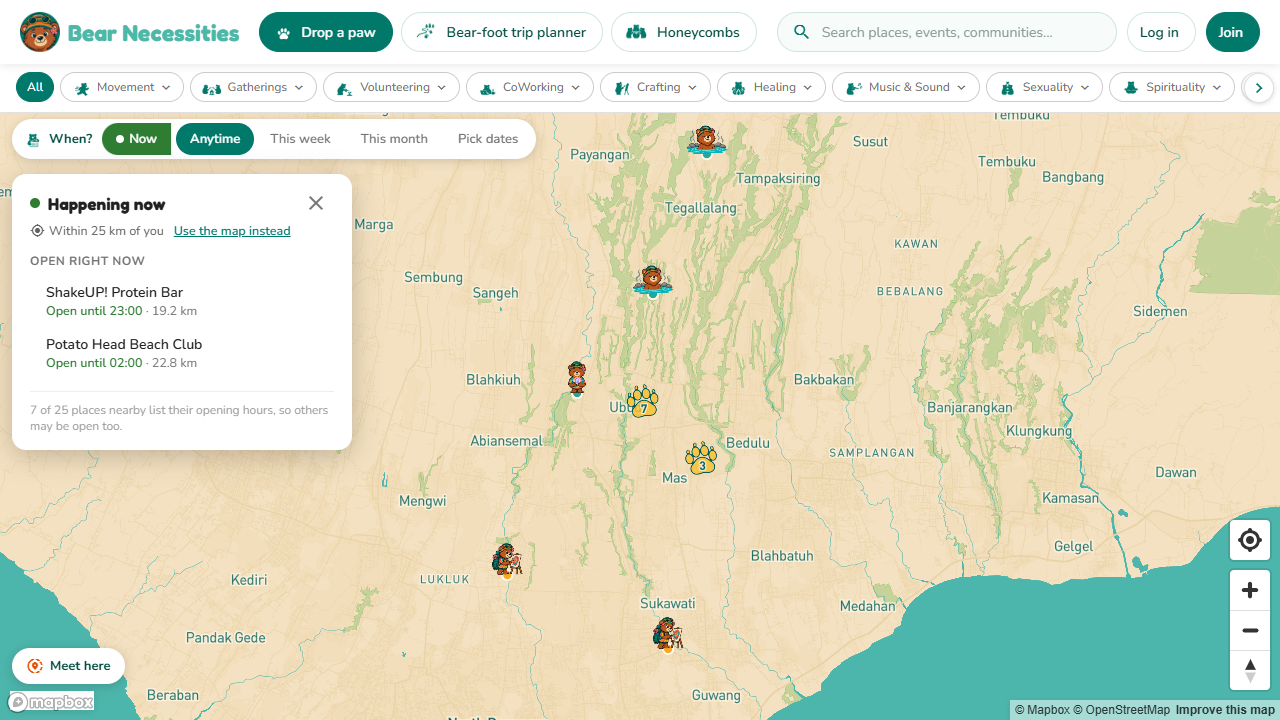 Bear Necessities
Drop a paw
Bear-foot trip planner
Honeycombs
Search places, events, communities...
Log in
Join
All
Movement
Gatherings
Volunteering
CoWorking
Crafting
Healing
Music & Sound
Sexuality
Spirituality
When?
Now
Anytime
This week
This month
Pick dates
Happening now
Within 25 km of you Use the map instead
OPEN RIGHT NOW
ShakeUP! Protein Bar
Open until 23:00 · 19.2 km
Potato Head Beach Club
Open until 02:00 · 22.8 km
7 of 25 places nearby list their opening hours, so others
may be open too.
Tembuku
Payangan
Susut
Tembuku
Tampaksiring
Bangbang
Tegallalang
Marga
KAWAN
Sembung
Sangeh
BEBALANG
Sidemen
Blahkiuh
Bakbakan
7
Banjarangkan
Abiansemal
Bedulu
Klungkung
SAMPLANGAN
3
Mas
Dawan
Mengwi
Kamasan
Gelgel
Blahbatuh
Kediri
LUKLUK
Sukawati
Medahan
Pandak Gede
Meet here
Beraban
Guwang
mapbox
© Mapbox © OpenStreetMap Improve this map